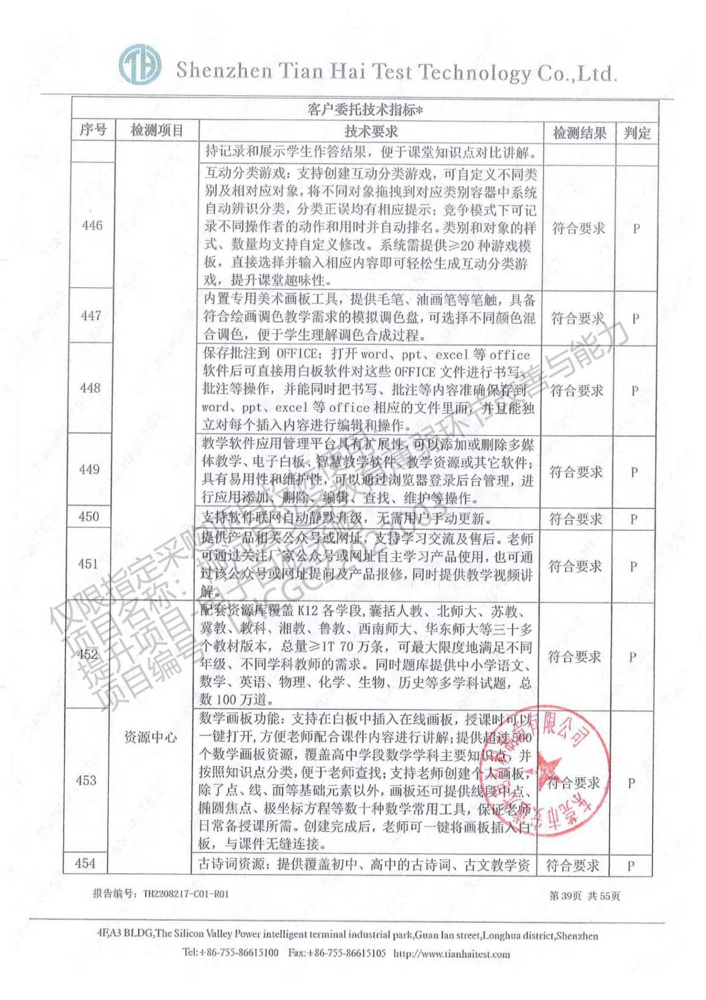 TH
Shenzhen Tian Hai Test Technology Co.,Ltd.
客户委托技术指标*
序号 检测项目 技术要求 检测结果 判定
持记录和展示学生作答结果，便于课堂知识点对比讲解。
互动分类游戏：支持创建互动分类游戏，可自定义不同类
别及相对应对象，将不同对象拖拽到对应类别容器中系统
自动辨识分类，分类正误均有相应提示；竞争模式下可记
446 录不同操作者的动作和用时并自动排名。类别和对象的样 符合要求 P
式、数量均支持自定义修改。系统需提供≥20 种游戏模
板，直接选择并输入相应内容即可轻松生成互动分类游
戏，提升课堂趣味性。
内置专用美术画板工具，提供毛笔、油画笔等笔触，具备
447 符合绘画调色教学需求的模拟调色盘，可选择不同颜色混 符合要求 P
合调色，便于学生理解调色合成过程。
保存批注到 OFFICE：打开 word、ppt、excel 等 office
软件后可直接用白板软件对这些 OFFICE 文件进行书写、
448 批注等操作，并能同时把书写、批注等内容准确保存到 符合要求 P
word、ppt、excel 等 office 相应的文件里面，并且能独
立对每个插入内容进行编辑和操作。
教学软件应用管理平台具有扩展性，可以添加或删除多媒
体教学、电子白板、智慧教学软件、教学资源或其它软件；
449 具有易用性和维护性，可以通过浏览器登录后台管理，进 符合要求 P
行应用添加、删除、编辑、查找、维护等操作。
450 支持软件联网自动静默升级，无需用户手动更新。 符合要求 P
提供产品相关公众号或网址，支持学习交流及售后。老师
451 可通过关注厂家公众号或网址自主学习产品使用，也可通 符合要求 P
过该公众号或网址提问及产品报修，同时提供教学视频讲
解。
配套资源库覆盖 K12 各学段，囊括人教、北师大、苏教、
冀教、教科、湘教、鲁教、西南师大、华东师大等三十多
452 个教材版本，总量≥1T 70 万条，可最大限度地满足不同 符合要求 P
年级、不同学科教师的需求。同时题库提供中小学语文、
数学、英语、物理、化学、生物、历史等多学科试题，总
数 100 万道。
资源中心
数学画板功能：支持在白板中插入在线画板，授课时可以
一键打开，方便老师配合课件内容进行讲解；提供超过 500
个数学画板资源，覆盖高中学段数学学科主要知识点，并
453 按照知识点分类，便于老师查找；支持老师创建个人画板， 符合要求 P
除了点、线、面等基础元素以外，画板还可提供线段中点、
椭圆焦点、极坐标方程等数十种数学常用工具，保证老师
日常备授课所需。创建完成后，老师可一键将画板插入白
板，与课件无缝连接。
454 古诗词资源：提供覆盖初中、高中的古诗词、古文教学资 符合要求 P
仅限指定采购项目投标使用
项目名称：
提升项目-电子白板采购
项目编号：
报告编号：TH2208217-C01-R01 第 39页 共 55页
4F,A3 BLDG,The Silicon Valley Power intelligent terminal industrial park,Guan lan street,Longhua district,Shenzhen
Tel:+86-755-86615100 Fax:+86-755-86615105 http://www.tianhaitest.com